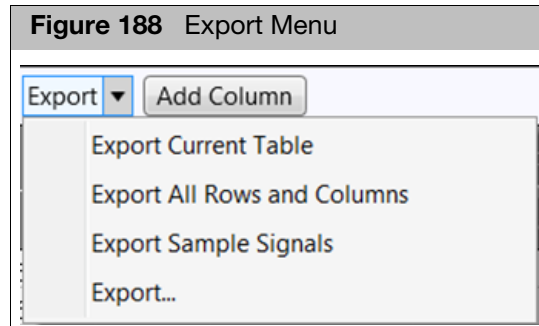 Figure 188 Export Menu
Export Add Column
Export Current Table
Export All Rows and Columns
Export Sample Signals
Export...